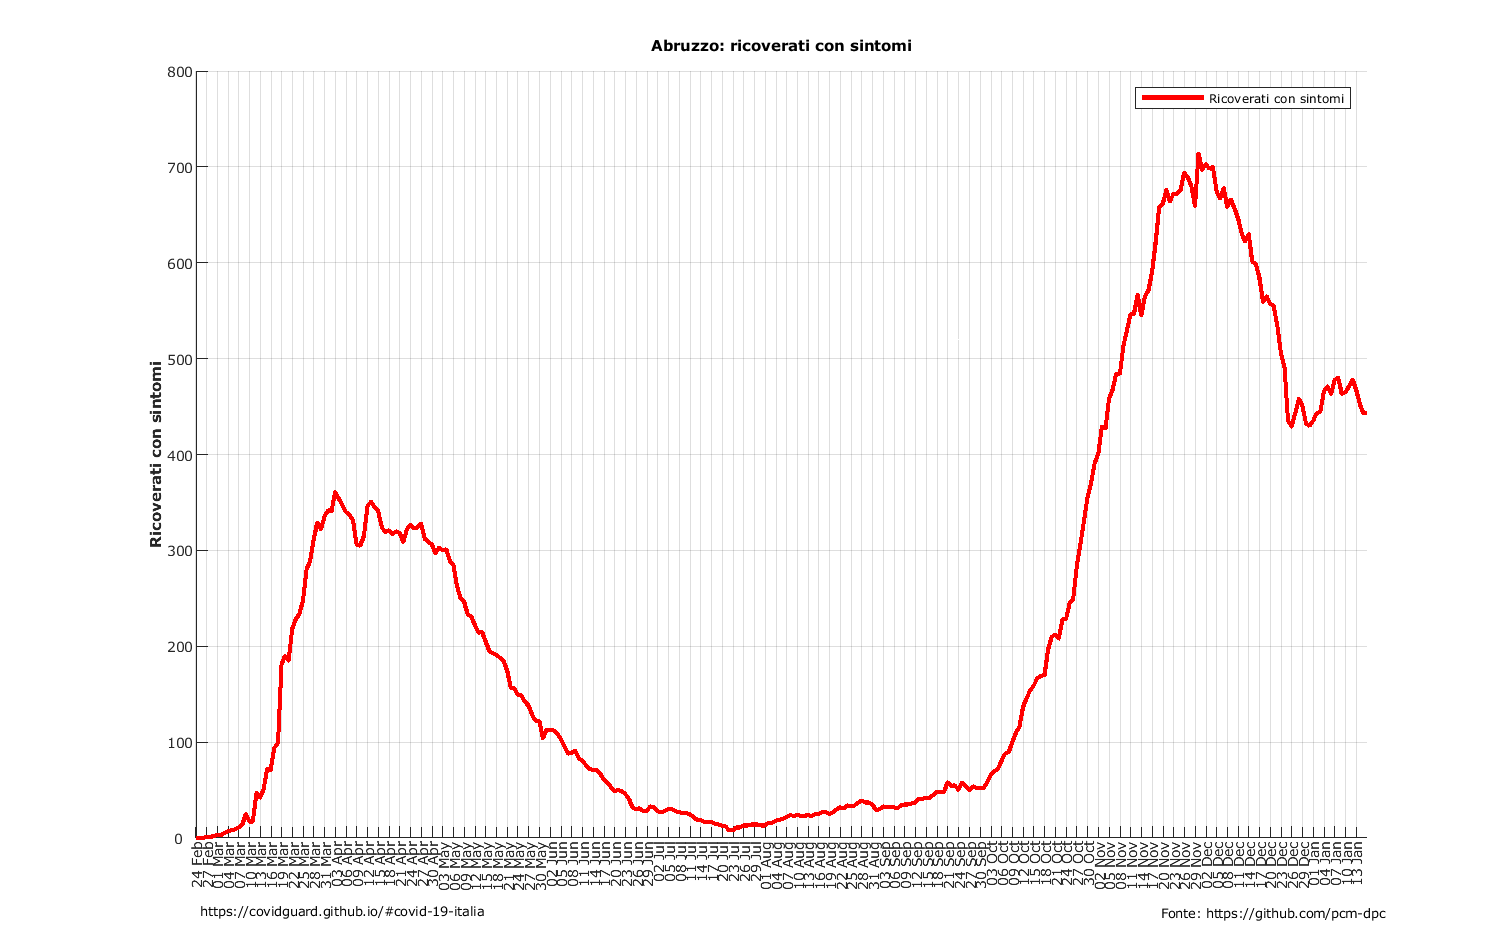 Abruzzo: ricoverati con sintomi
Ricoverati con sintomi
Ricoverati con sintomi
800
700
600
500
400
300
200
100
0
24 Feb
27 Feb
01 Mar
04 Mar
07 Mar
10 Mar
13 Mar
16 Mar
19 Mar
22 Mar
25 Mar
28 Mar
31 Mar
03 Apr
06 Apr
09 Apr
12 Apr
15 Apr
18 Apr
21 Apr
24 Apr
27 Apr
30 Apr
03 May
06 May
09 May
12 May
15 May
18 May
21 May
24 May
27 May
30 May
02 Jun
05 Jun
08 Jun
11 Jun
14 Jun
17 Jun
20 Jun
23 Jun
26 Jun
29 Jun
02 Jul
05 Jul
08 Jul
11 Jul
14 Jul
17 Jul
20 Jul
23 Jul
26 Jul
29 Jul
01 Aug
04 Aug
07 Aug
10 Aug
13 Aug
16 Aug
19 Aug
22 Aug
25 Aug
28 Aug
31 Aug
03 Sep
06 Sep
09 Sep
12 Sep
15 Sep
18 Sep
21 Sep
24 Sep
27 Sep
30 Sep
03 Oct
06 Oct
09 Oct
12 Oct
15 Oct
18 Oct
21 Oct
24 Oct
27 Oct
30 Oct
02 Nov
05 Nov
08 Nov
11 Nov
14 Nov
17 Nov
20 Nov
23 Nov
26 Nov
29 Nov
02 Dec
05 Dec
08 Dec
11 Dec
14 Dec
17 Dec
20 Dec
23 Dec
26 Dec
29 Dec
01 Jan
04 Jan
07 Jan
10 Jan
13 Jan
https://covidguard.github.io/#covid-19-italia
Fonte: https://github.com/pcm-dpc